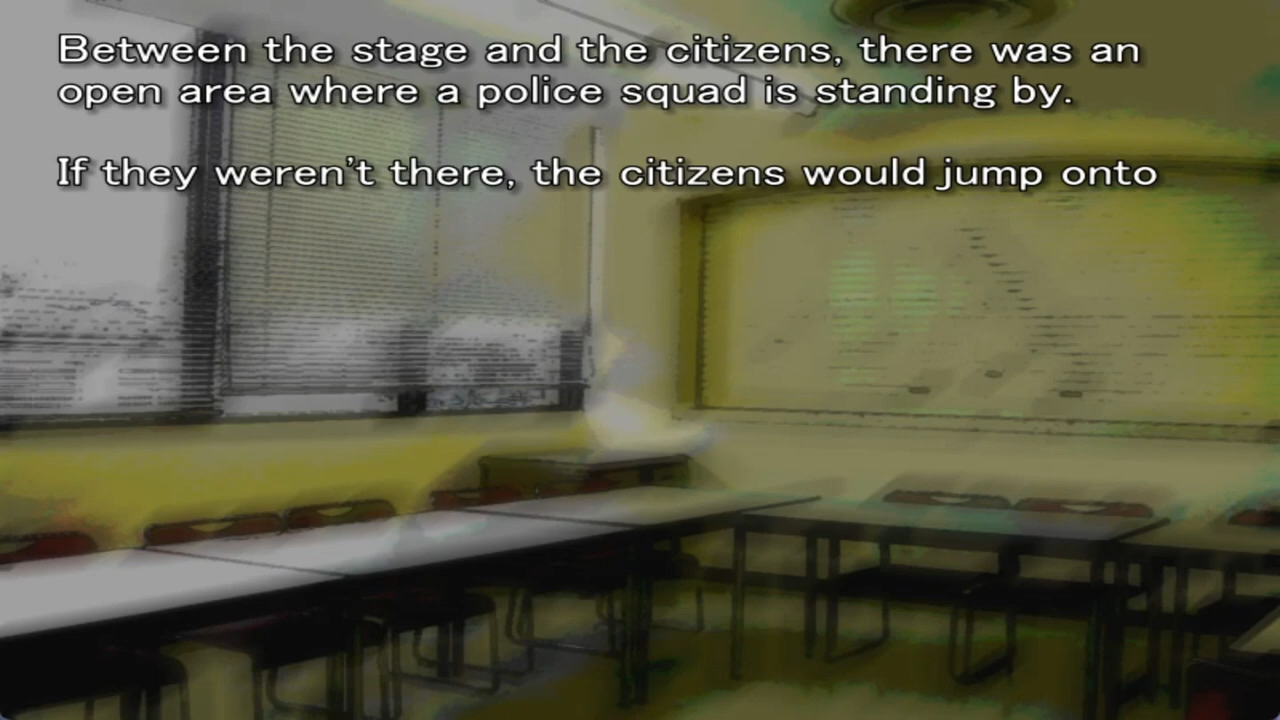 Between the stage and the citizens, there was an
open area where a police squad is standing by.
If they weren't there, the citizens would jump onto